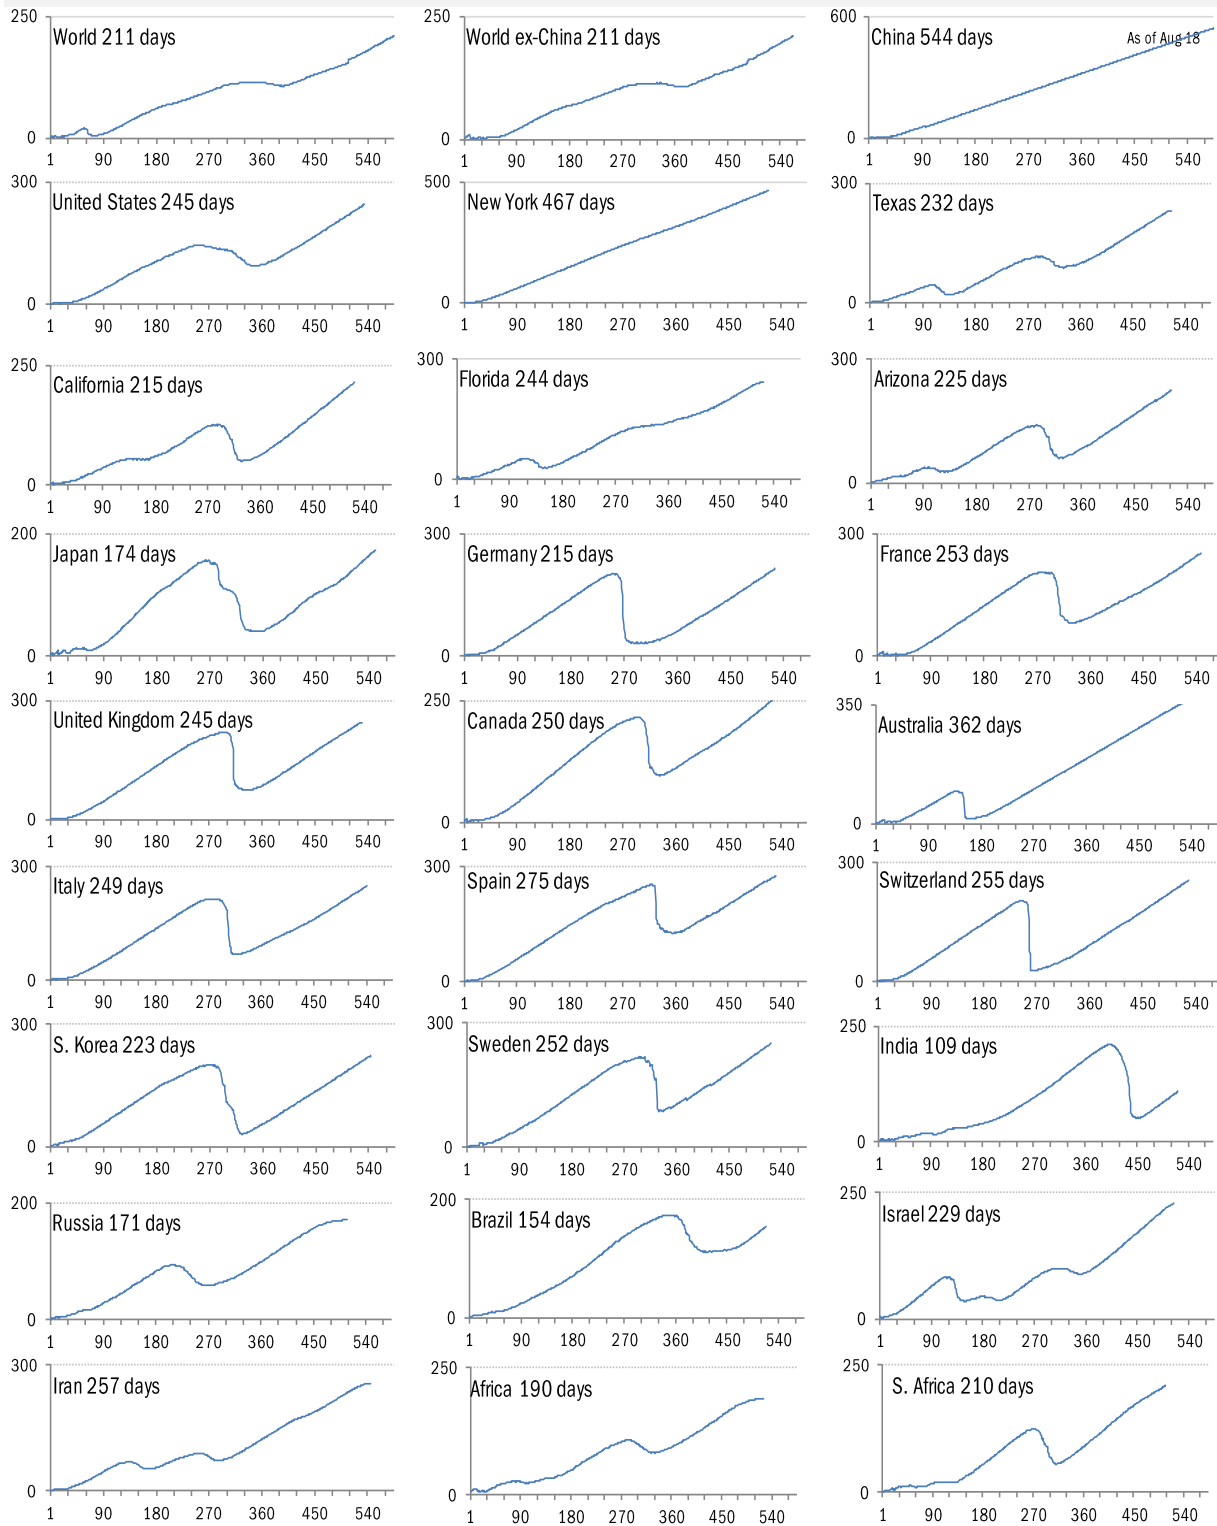 250 250 600
World 211 days World ex-China 211 days China 544 days As of Aug 18
0 0 0
1 90 180 270 360 450 540 1 90 180 270 360 450 540 1 90 180 270 360 450 540
300 500 300
United States 245 days New York 467 days Texas 232 days
0 0 0
1 90 180 270 360 450 540 1 90 180 270 360 450 540 1 90 180 270 360 450 540
250 300 300
California 215 days Florida 244 days Arizona 225 days
0 0 0
1 90 180 270 360 450 540 1 90 180 270 360 450 540 1 90 180 270 360 450 540
200 300 300
Japan 174 days Germany 215 days France 253 days
0 0 0
1 90 180 270 360 450 540 1 90 180 270 360 450 540 1 90 180 270 360 450 540
300 250 350
United Kingdom 245 days Canada 250 days Australia 362 days
0 0 0
1 90 180 270 360 450 540 1 90 180 270 360 450 540 1 90 180 270 360 450 540
300 300 300
Italy 249 days Spain 275 days Switzerland 255 days
0 0 0
1 90 180 270 360 450 540 1 90 180 270 360 450 540 1 90 180 270 360 450 540
300 300 250
S. Korea 223 days Sweden 252 days India 109 days
0 0 0
1 90 180 270 360 450 540 1 90 180 270 360 450 540 1 90 180 270 360 450 540
200 200 250
Russia 171 days Brazil 154 days Israel 229 days
0 0 0
1 90 180 270 360 450 540 1 90 180 270 360 450 540 1 90 180 270 360 450 540
300 250 250
Iran 257 days Africa 190 days S. Africa 210 days
0 0 0
1 90 180 270 360 450 540 1 90 180 270 360 450 540 1 90 180 270 360 450 540